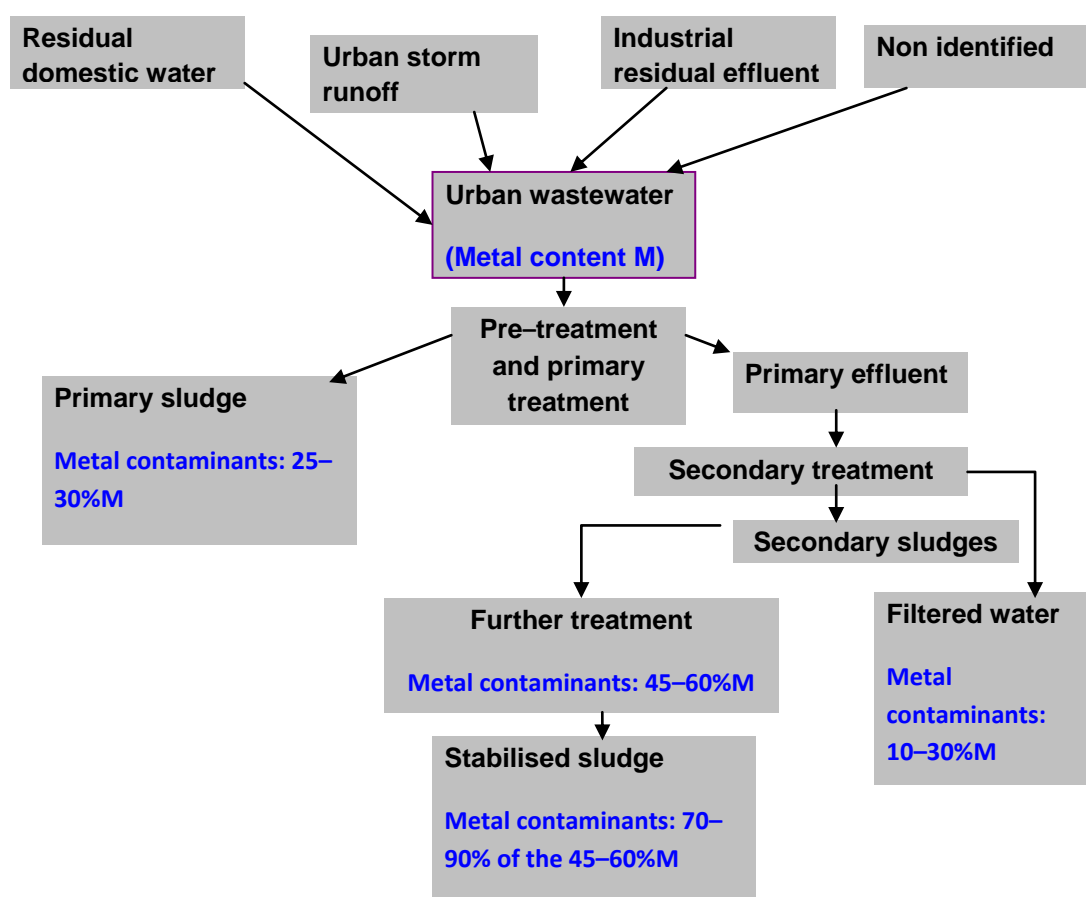 Residual
domestic water
Urban storm
runoff
Industrial
residual effluent
Non identified
Urban wastewater
(Metal content M)
Pre–treatment
and primary
treatment
Primary effluent
Primary sludge
Metal contaminants: 25–
30%M
Secondary treatment
Secondary sludges
Further treatment
Metal contaminants: 45–60%M
Filtered water
Metal
contaminants:
10–30%M
Stabilised sludge
Metal contaminants: 70–
90% of the 45–60%M